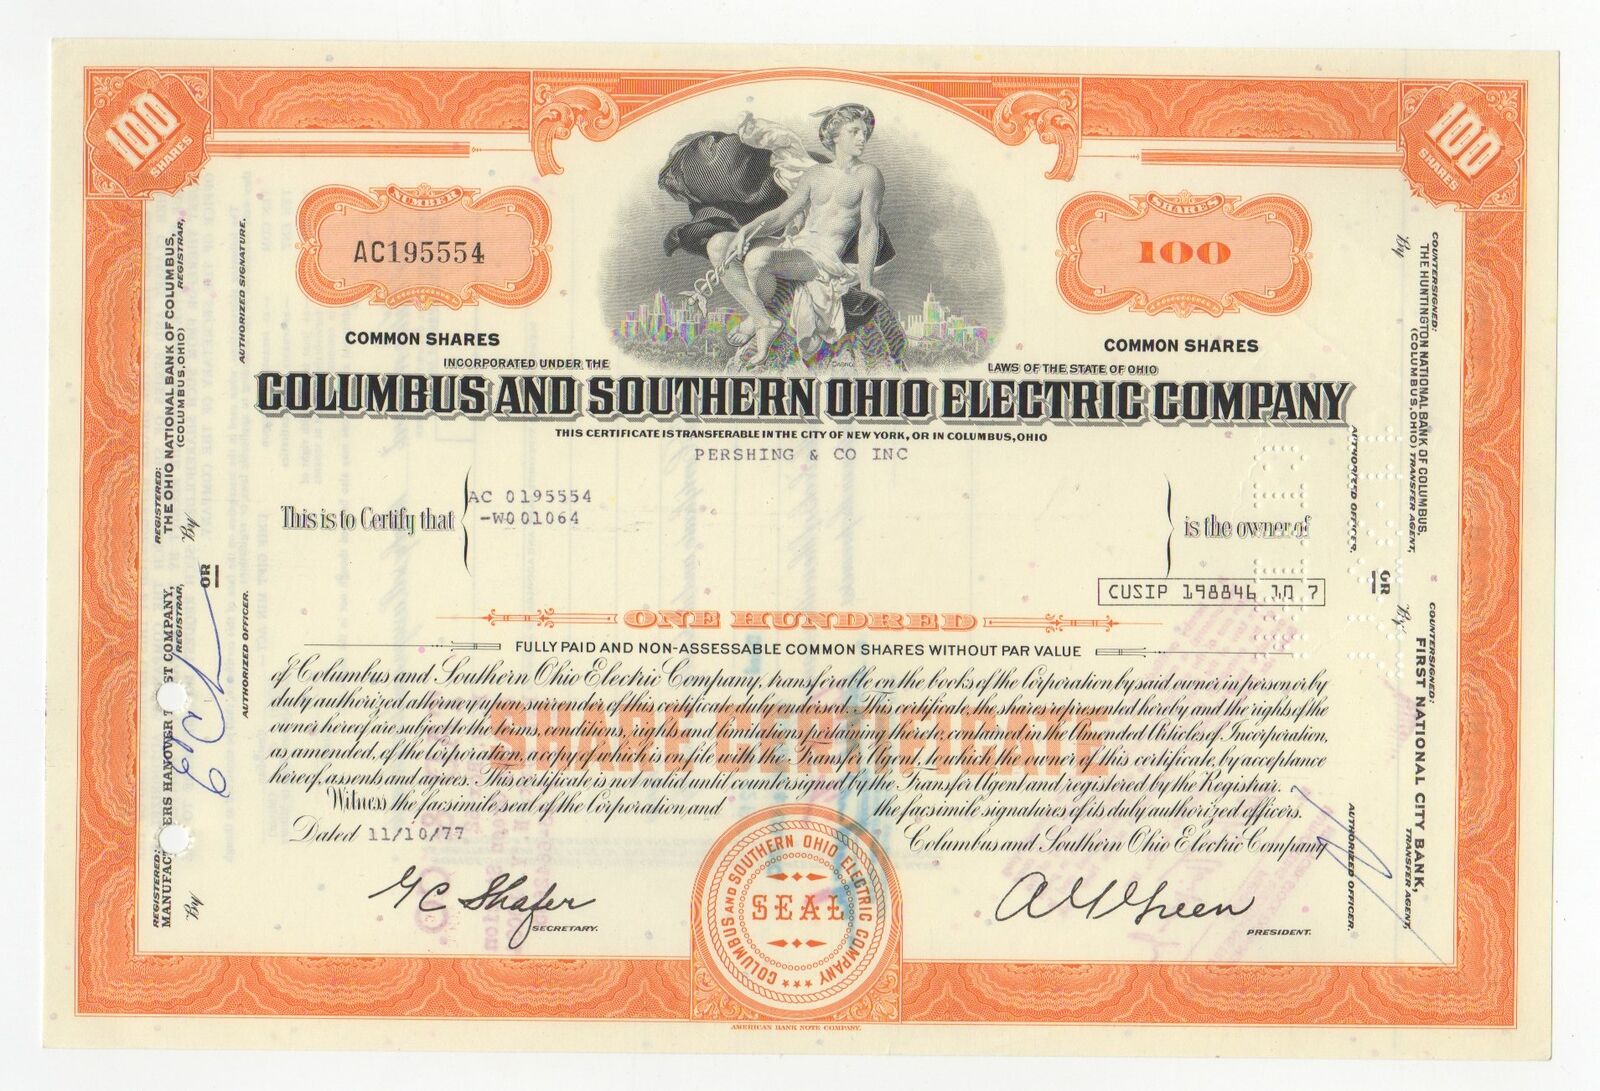 100 SHARES
100 SHARES
NUMBER
AC195554
SHARES
100
COMMON SHARES
COMMON SHARES
INCORPORATED UNDER THE
LAWS OF THE STATE OF OHIO
COLUMBUS AND SOUTHERN OHIO ELECTRIC COMPANY
THIS CERTIFICATE IS TRANSFERABLE IN THE CITY OF NEW YORK, OR IN COLUMBUS, OHIO
PERSHING & CO INC
AC 0195554
-W001064
This is to Certify that
is the owner of
CUSIP 198846 10 7
ONE HUNDRED
FULLY PAID AND NON-ASSESSABLE COMMON SHARES WITHOUT PAR VALUE
SHARE CERTIFICATE
of Columbus and Southern Ohio Electric Company, transferable on the books of the Corporation by said owner in person or by
duly authorized attorney upon surrender of this certificate duly endorsed. This certificate, the shares represented hereby and the rights of the
owner hereof are subject to the terms, conditions, rights and limitations pertaining thereto, contained in the Amended Articles of Incorporation,
as amended, of the Corporation, a copy of which is on file with the Transfer Agent, to which the owner of this certificate, by acceptance
hereof, assents and agrees. This certificate is not valid until countersigned by the Transfer Agent and registered by the Registrar.
Witness the facsimile seal of the Corporation and
the facsimile signatures of its duly authorized officers.
Dated 11/10/77
Columbus and Southern Ohio Electric Company
G C Shafer
SECRETARY.
COLUMBUS AND SOUTHERN OHIO ELECTRIC COMPANY
SEAL
PRESIDENT.
AMERICAN BANK NOTE COMPANY.
REGISTERED:
THE OHIO NATIONAL BANK OF COLUMBUS,
(COLUMBUS, OHIO) REGISTRAR,
By
AUTHORIZED SIGNATURE.
OR
REGISTERED:
MANUFACT ERS HANOVER T ST COMPANY,
REGISTRAR,
By
AUTHORIZED OFFICER.
COUNTERSIGNED:
THE HUNTINGTON NATIONAL BANK OF COLUMBUS,
(COLUMBUS, OHIO) TRANSFER AGENT,
By
AUTHORIZED OFFICER.
OR
COUNTERSIGNED:
FIRST NATIONAL CITY BANK,
TRANSFER AGENT,
By
AUTHORIZED OFFICER.